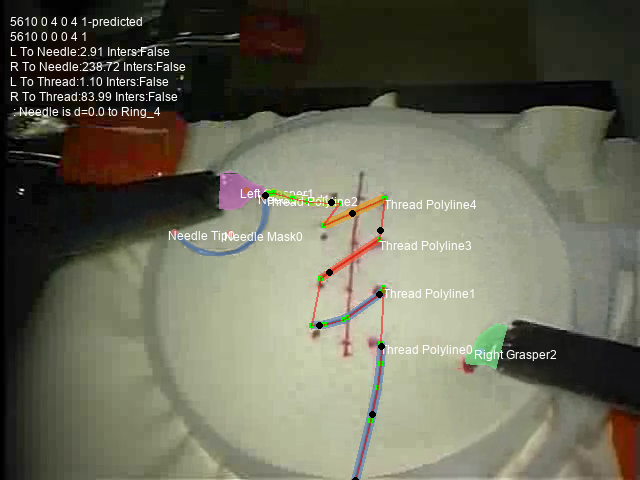 5610 0 4 0 4 1-predicted
5610 0 0 0 4 1
L To Needle:2.91 Inters:False
R To Needle:238.72 Inters:False
L To Thread:1.10 Inters:False
R To Thread:83.99 Inters:False
: Needle is d=0.0 to Ring_4
Left Grasper1
Thread Polyline2
Thread Polyline4
Needle Tip0
Needle Mask0
Thread Polyline3
Thread Polyline1
Thread Polyline0
Right Grasper2